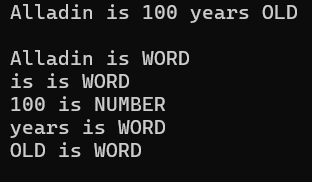 Alladin is 100 years OLD
Alladin is WORD
is is WORD
100 is NUMBER
years is WORD
OLD is WORD